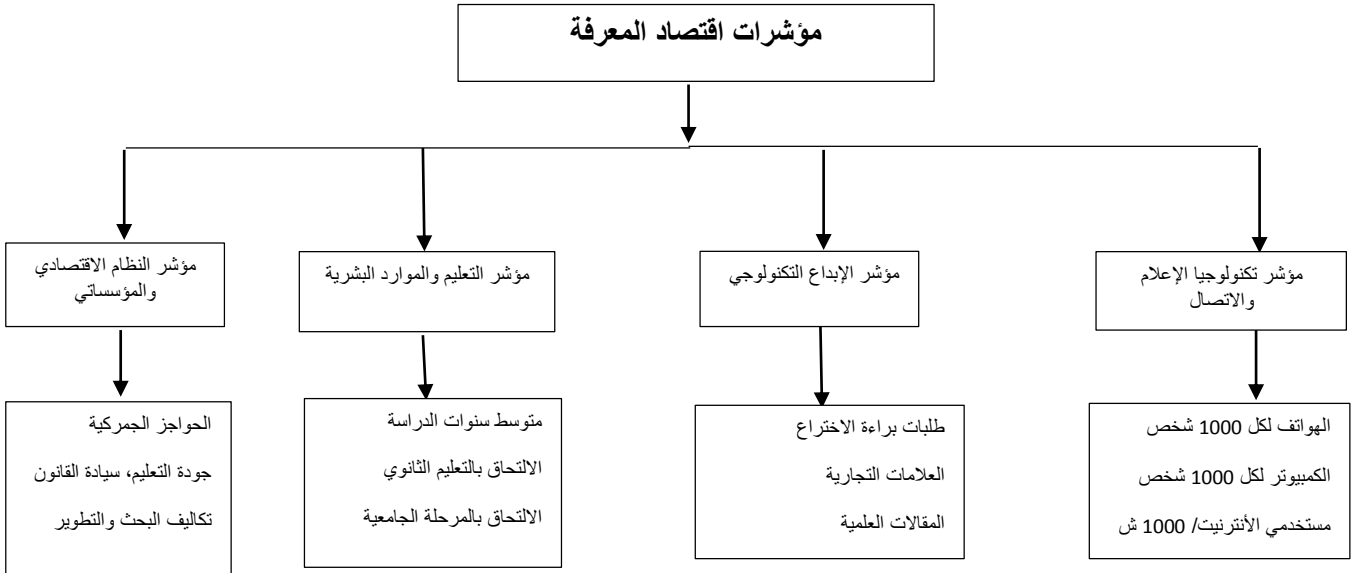 مؤشرات اقتصاد المعرفة
مؤشر تكنولوجيا الإعلام
والاتصال
مؤشر الإبداع التكنولوجي
مؤشر التعليم والموارد البشرية
مؤشر النظام الاقتصادي
والمؤسساتي
الهواتف لكل 1000 شخص
الكمبيوتر لكل 1000 شخص
مستخدمي الأنترنيت/ 1000 ش
طلبات براءة الاختراع
العلامات التجارية
المقالات العلمية
متوسط سنوات الدراسة
الالتحاق بالتعليم الثانوي
الالتحاق بالمرحلة الجامعية
الحواجز الجمركية
جودة التعليم، سيادة القانون
تكاليف البحث والتطوير